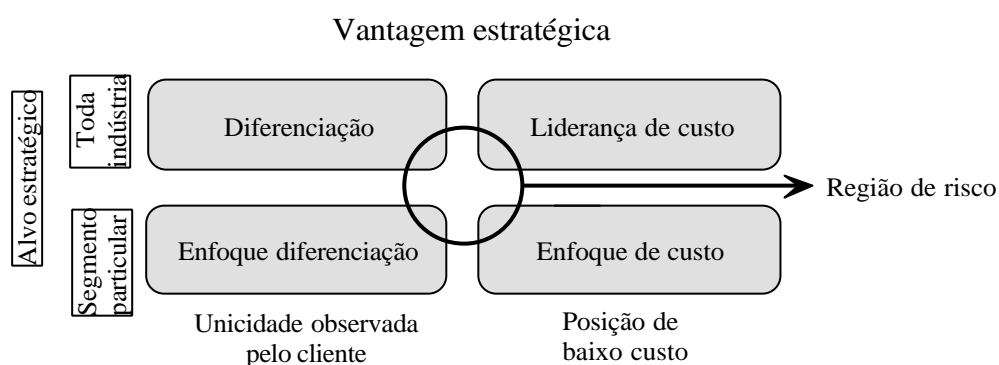 Vantagem estratégica
Alvo estratégico
Toda
indústria
Diferenciação
Liderança de custo
Região de risco
Segmento
particular
Enfoque diferenciação
Enfoque de custo
Unicidade observada
pelo cliente
Posição de
baixo custo